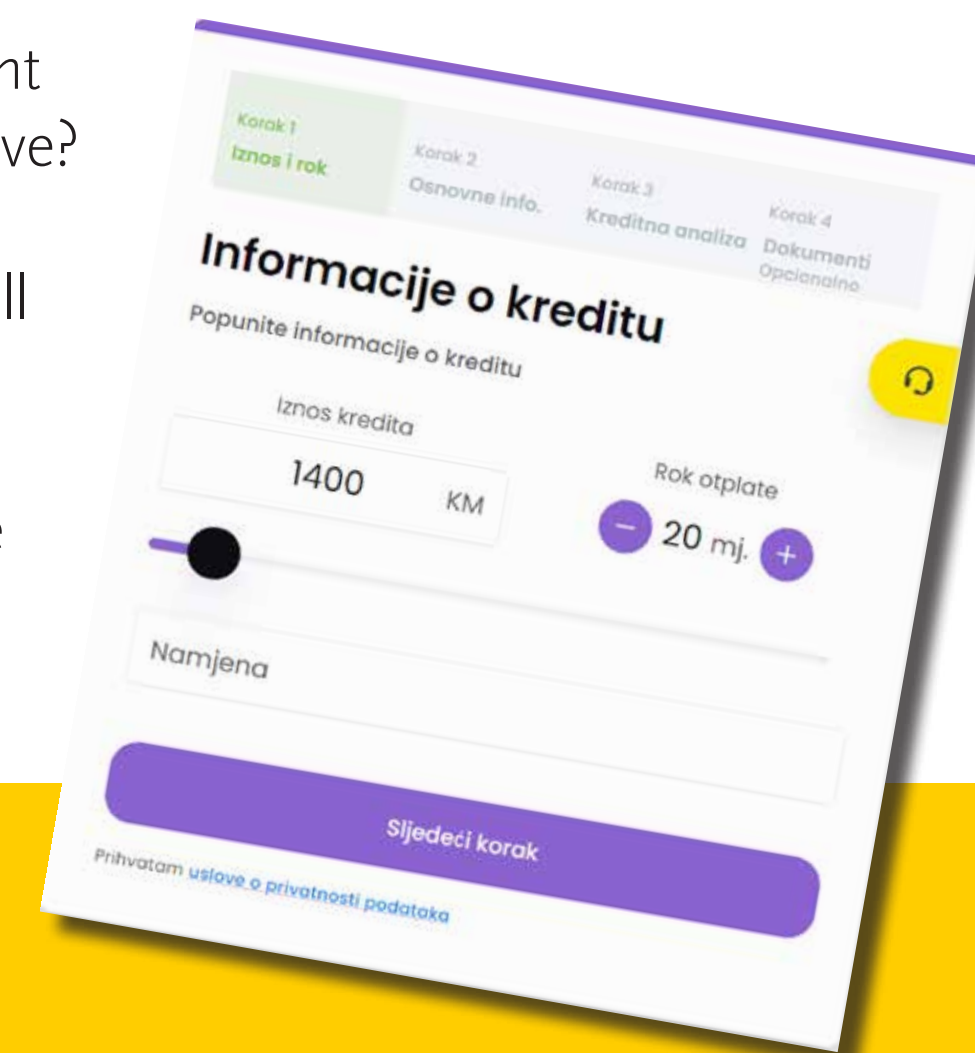 nt
ve?
ll
e
Korak 1
Iznos i rok
Korak 2
Osnovne info.
Korak 3
Kreditna analiza
Korak 4
Dokumenti
Opcionalno
Informacije o kreditu
Popunite informacije o kreditu
Iznos kredita
1400 KM
Rok otplate
− 20 mj. +
Namjena
Sljedeći korak
Prihvatam uslove o privatnosti podataka